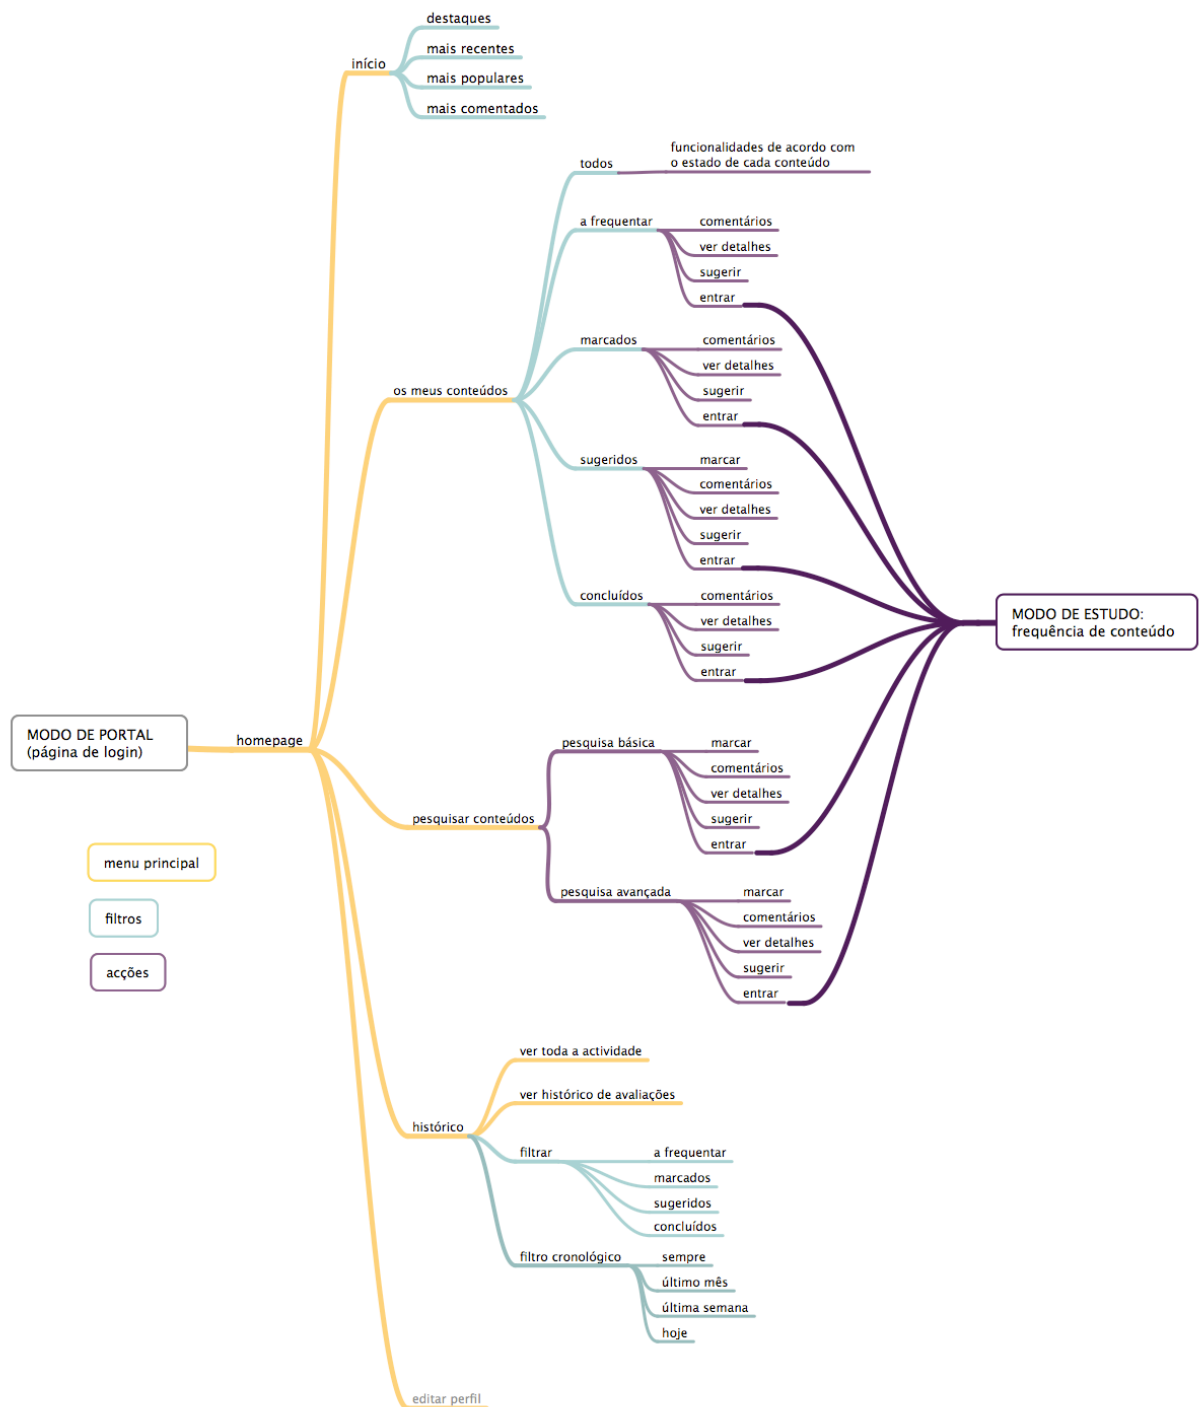 destaques
mais recentes
início
mais populares
mais comentados
funcionalidades de acordo com
o estado de cada conteúdo
todos
a frequentar
comentários
ver detalhes
sugerir
entrar
marcados
comentários
ver detalhes
sugerir
entrar
os meus conteúdos
sugeridos
marcar
comentários
ver detalhes
sugerir
entrar
concluídos
comentários
ver detalhes
sugerir
entrar
MODO DE ESTUDO:
frequência de conteúdo
MODO DE PORTAL
(página de login)
homepage
pesquisa básica
marcar
comentários
ver detalhes
sugerir
entrar
pesquisar conteúdos
menu principal
filtros
acções
pesquisa avançada
marcar
comentários
ver detalhes
sugerir
entrar
ver toda a actividade
ver histórico de avaliações
histórico
filtrar
a frequentar
marcados
sugeridos
concluídos
filtro cronológico
sempre
último mês
última semana
hoje
editar perfil